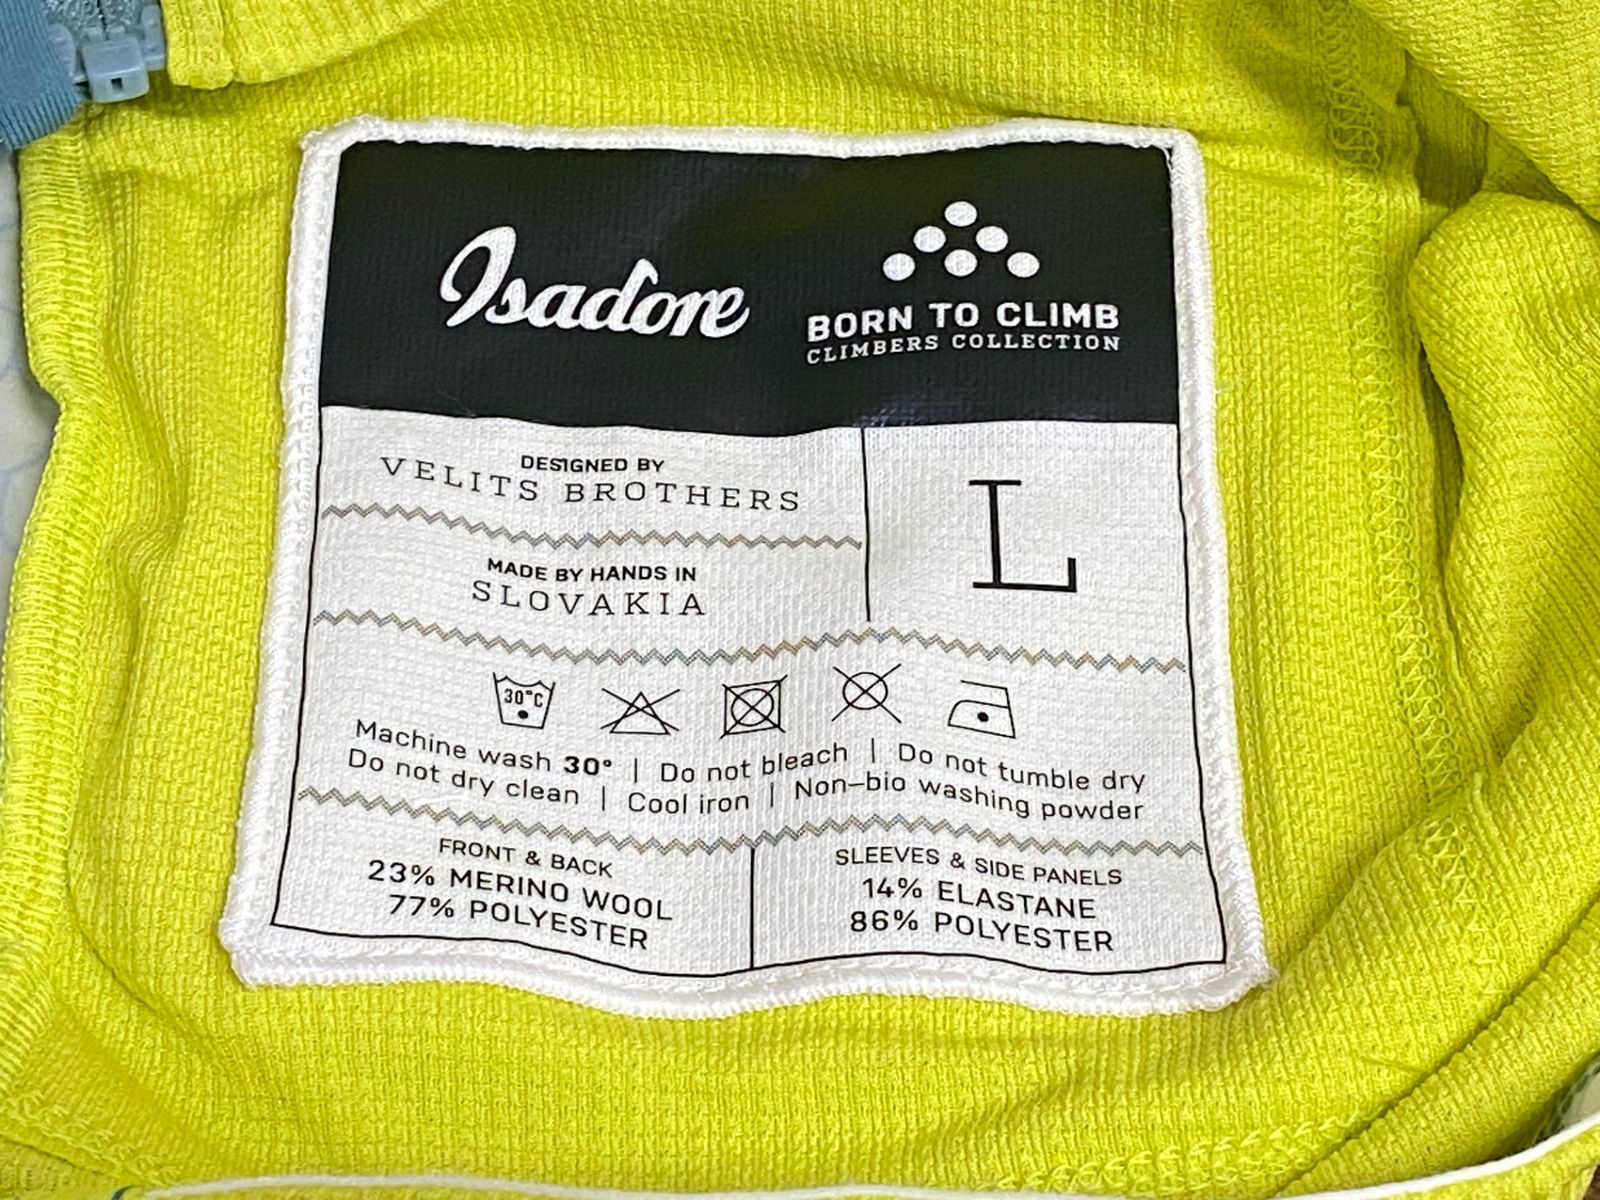 Isadore
BORN TO CLIMB
CLIMBERS COLLECTION
DESIGNED BY
VELITS BROTHERS
MADE BY HANDS IN
SLOVAKIA
L
30°C
Machine wash 30° | Do not bleach | Do not tumble dry
Do not dry clean | Cool iron | Non-bio washing powder
FRONT & BACK
23% MERINO WOOL
77% POLYESTER
SLEEVES & SIDE PANELS
14% ELASTANE
86% POLYESTER